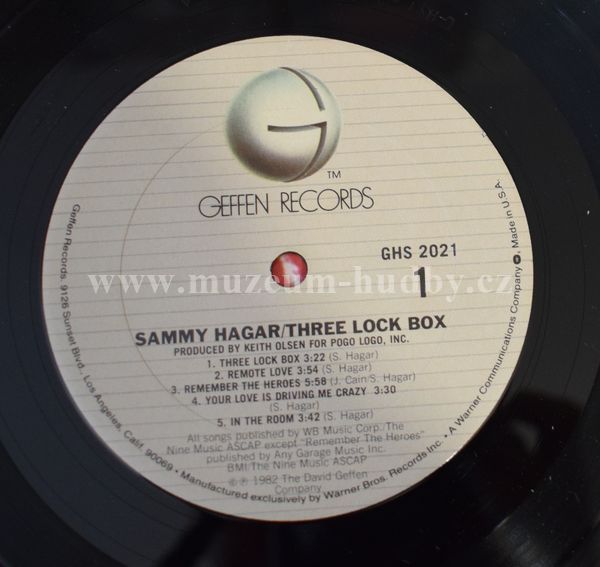 G
TM
GEFFEN RECORDS
GHS 2021
1
www.muzeum-hudby.cz
SAMMY HAGAR/THREE LOCK BOX
PRODUCED BY KEITH OLSEN FOR POGO LOGO, INC.
1. THREE LOCK BOX 3:22 (S. Hagar)
2. REMOTE LOVE 3:54 (S. Hagar)
3. REMEMBER THE HEROES 5:58 (J. Cain/S. Hagar)
4. YOUR LOVE IS DRIVING ME CRAZY 3:30
(S. Hagar)
5. IN THE ROOM 3:42 (S. Hagar)
All songs published by WB Music Corp./The
Nine Music ASCAP except "Remember The Heroes"
published by Any Garage Music Inc.
BMI/The Nine Music ASCAP
© ℗ 1982 The David Geffen
Company
Geffen Records, 9126 Sunset Blvd., Los Angeles, Calif. 90069 • Manufactured exclusively by Warner Bros. Records Inc. • A Warner Communications Company. Made in U.S.A.